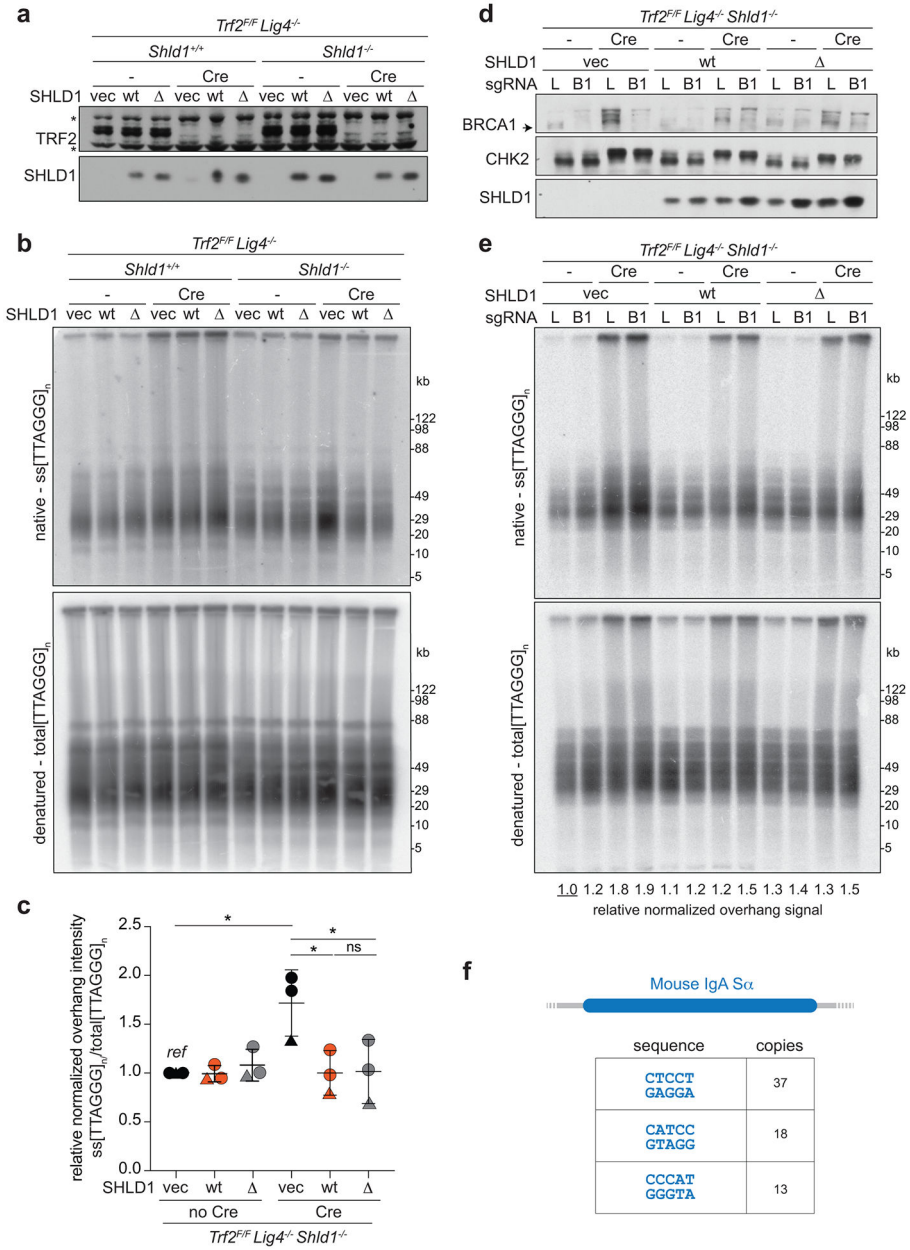 a
Trf2F/F Lig4-/-
Shld1+/+ Shld1-/-
- Cre - Cre
SHLD1 vec wt Δ vec wt Δ vec wt Δ vec wt Δ
*
TRF2
*
SHLD1
b
Trf2F/F Lig4-/-
Shld1+/+ Shld1-/-
- Cre - Cre
SHLD1 vec wt Δ vec wt Δ vec wt Δ vec wt Δ
native - ss[TTAGGG]n
kb
-122
-98
-88
-49
-29
-20
-10
-5
denatured - total[TTAGGG]n
kb
-122
-98
-88
-49
-29
-20
-10
-5
c
relative normalized overhang intensity
ss[TTAGGG]n/total[TTAGGG]n
2.5
2.0
1.5
1.0
0.5
0.0
*
*
* ns
ref
SHLD1 vec wt Δ vec wt Δ
no Cre Cre
Trf2F/F Lig4-/- Shld1-/-
d
Trf2F/F Lig4-/- Shld1-/-
- Cre - Cre - Cre
SHLD1 vec wt Δ
sgRNA L B1 L B1 L B1 L B1 L B1 L B1
BRCA1
CHK2
SHLD1
e
Trf2F/F Lig4-/- Shld1-/-
- Cre - Cre - Cre
SHLD1 vec wt Δ
sgRNA L B1 L B1 L B1 L B1 L B1 L B1
native - ss[TTAGGG]n
kb
-122
-98
-88
-49
-29
-20
-10
-5
denatured - total[TTAGGG]n
kb
-122
-98
-88
-49
-29
-20
-10
-5
1.0 1.2 1.8 1.9 1.1 1.2 1.2 1.5 1.3 1.4 1.3 1.5
relative normalized overhang signal
f
Mouse IgA Sα
sequence copies
CTCCT
GAGGA
37
CATCC
GTAGG
18
CCCAT
GGGTA
13